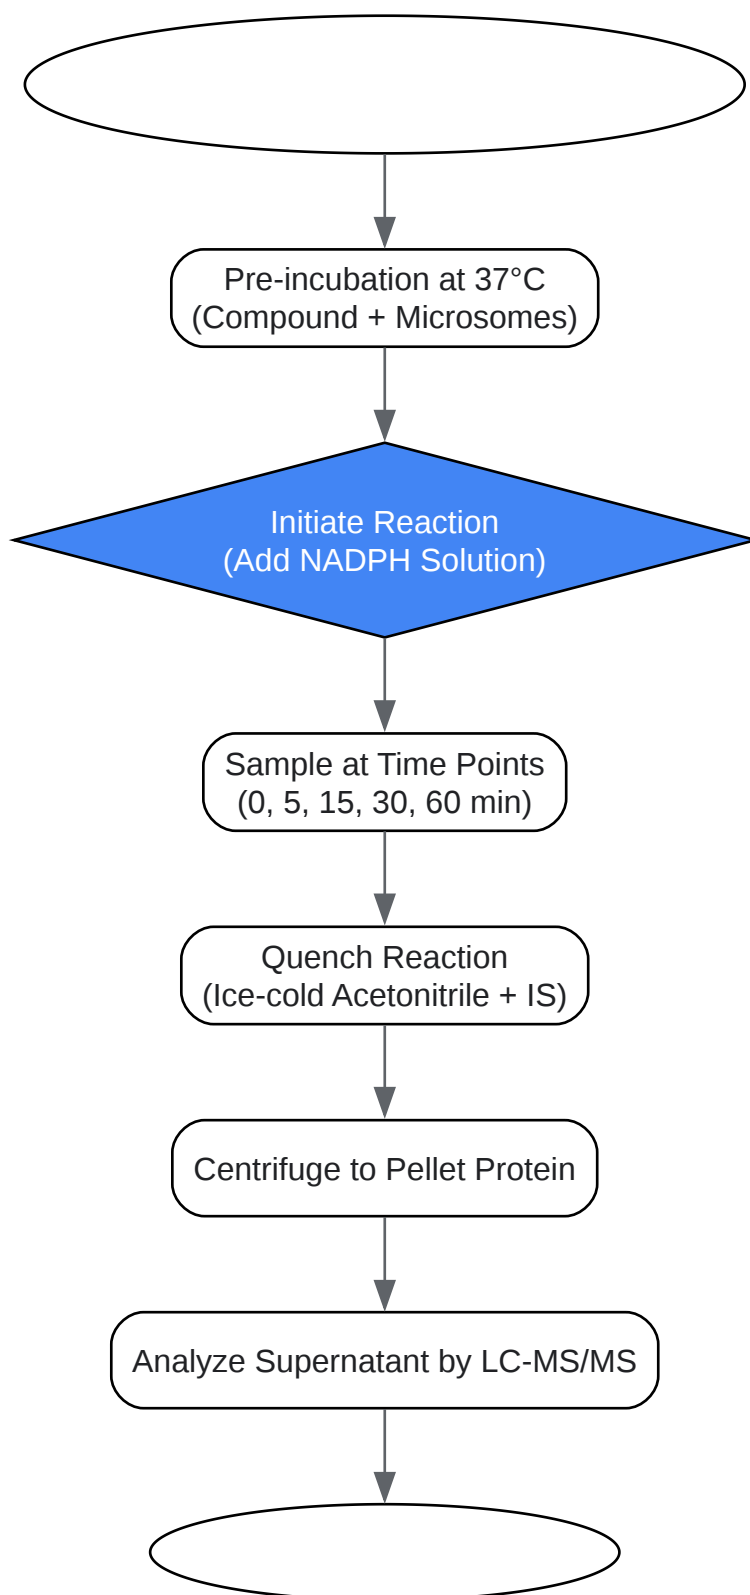 Pre-incubation at 37°C
(Compound + Microsomes)
Initiate Reaction
(Add NADPH Solution)
Sample at Time Points
(0, 5, 15, 30, 60 min)
Quench Reaction
(Ice-cold Acetonitrile + IS)
Centrifuge to Pellet Protein
Analyze Supernatant by LC-MS/MS